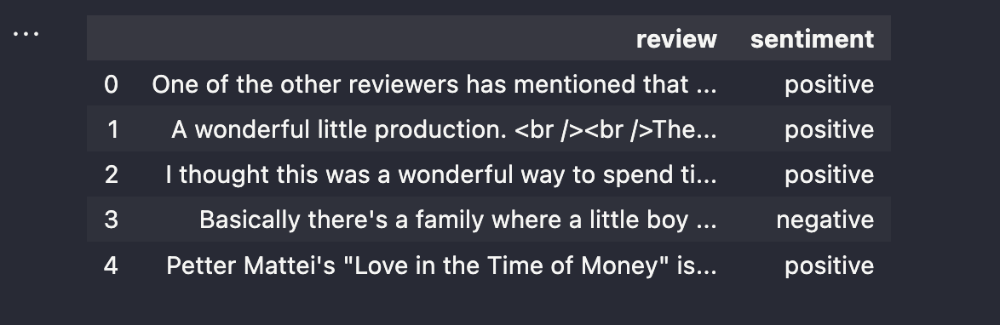 ...
review sentiment
0 One of the other reviewers has mentioned that ... positive
1 A wonderful little production. <br /><br />The... positive
2 I thought this was a wonderful way to spend ti... positive
3 Basically there's a family where a little boy ... negative
4 Petter Mattei's "Love in the Time of Money" is... positive